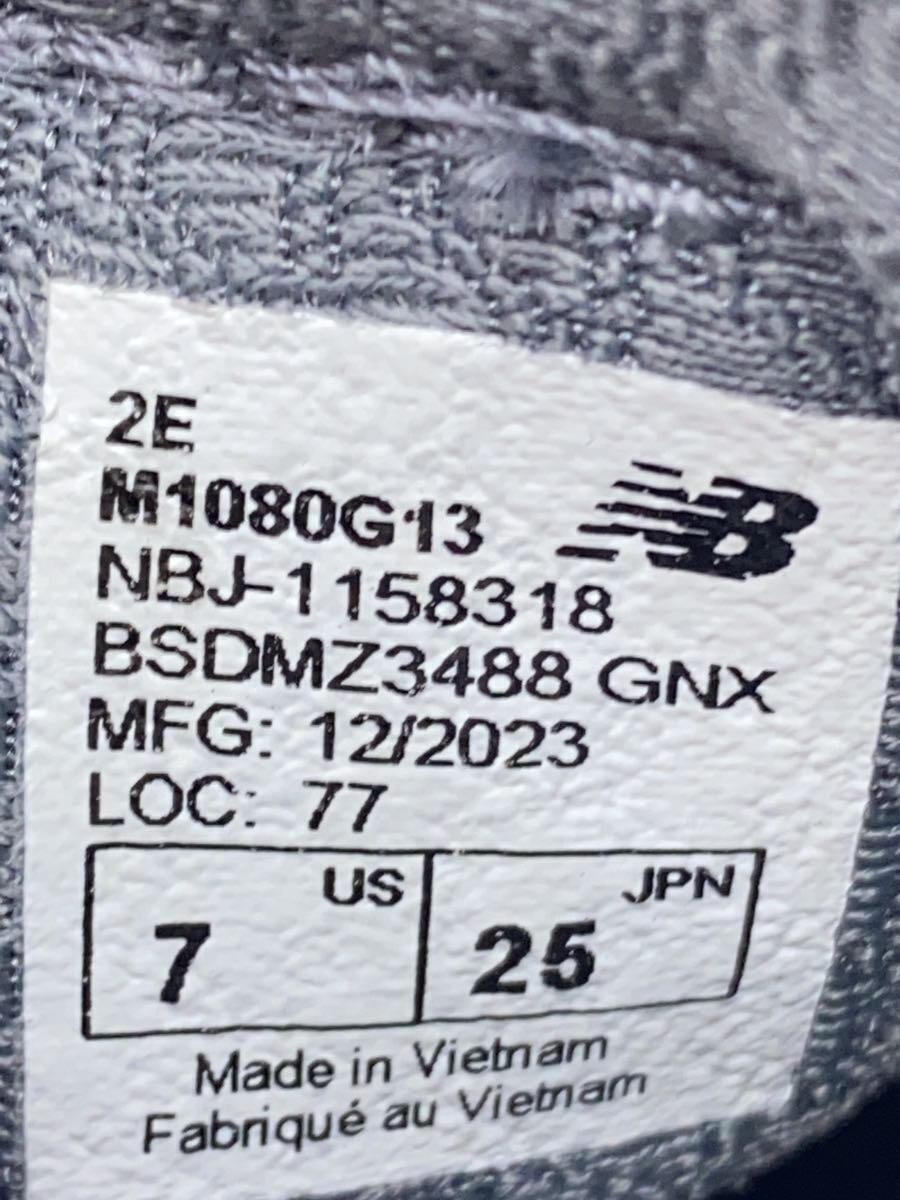 2E
M1080G13
NBJ-1158318
BSDMZ3488 GNX
MFG: 12/2023
LOC: 77
US
7
JPN
25
Made in Vietnam
Fabriqué au Vietnam